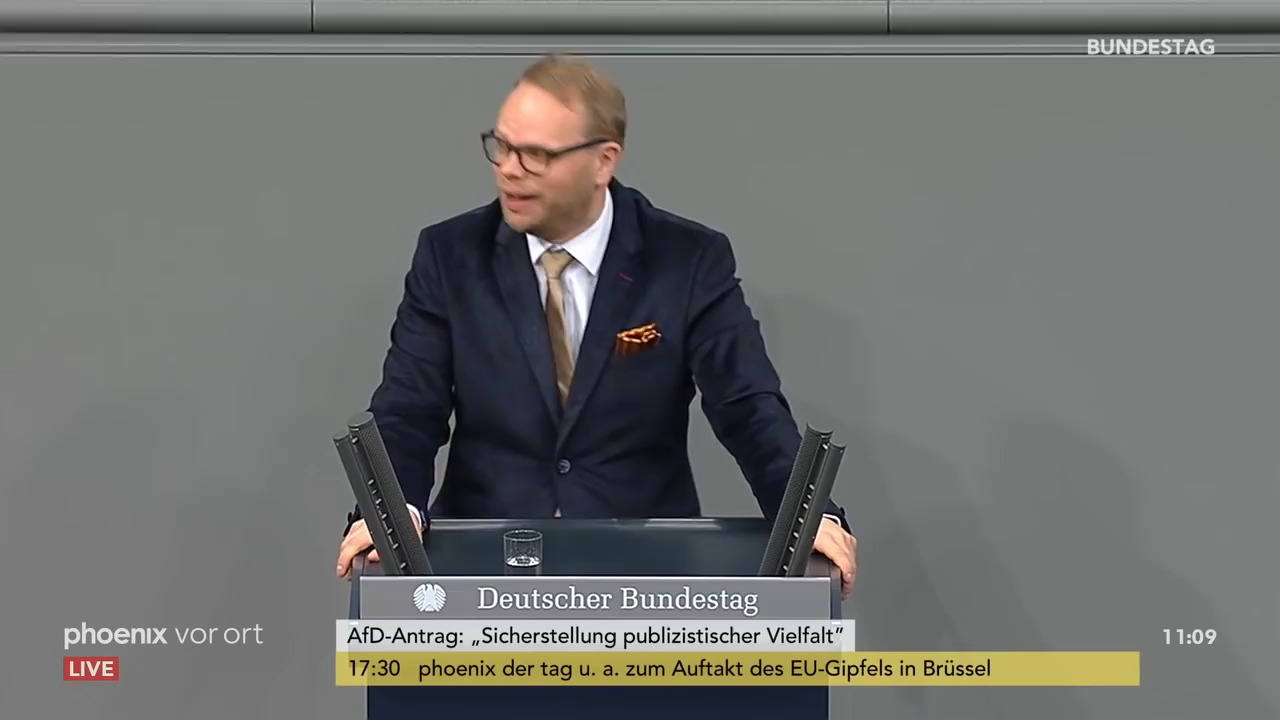 BUNDESTAG
Deutscher Bundestag
phoenix vor ort
LIVE
AfD-Antrag: „Sicherstellung publizistischer Vielfalt”
17:30 phoenix der tag u. a. zum Auftakt des EU-Gipfels in Brüssel
11:09